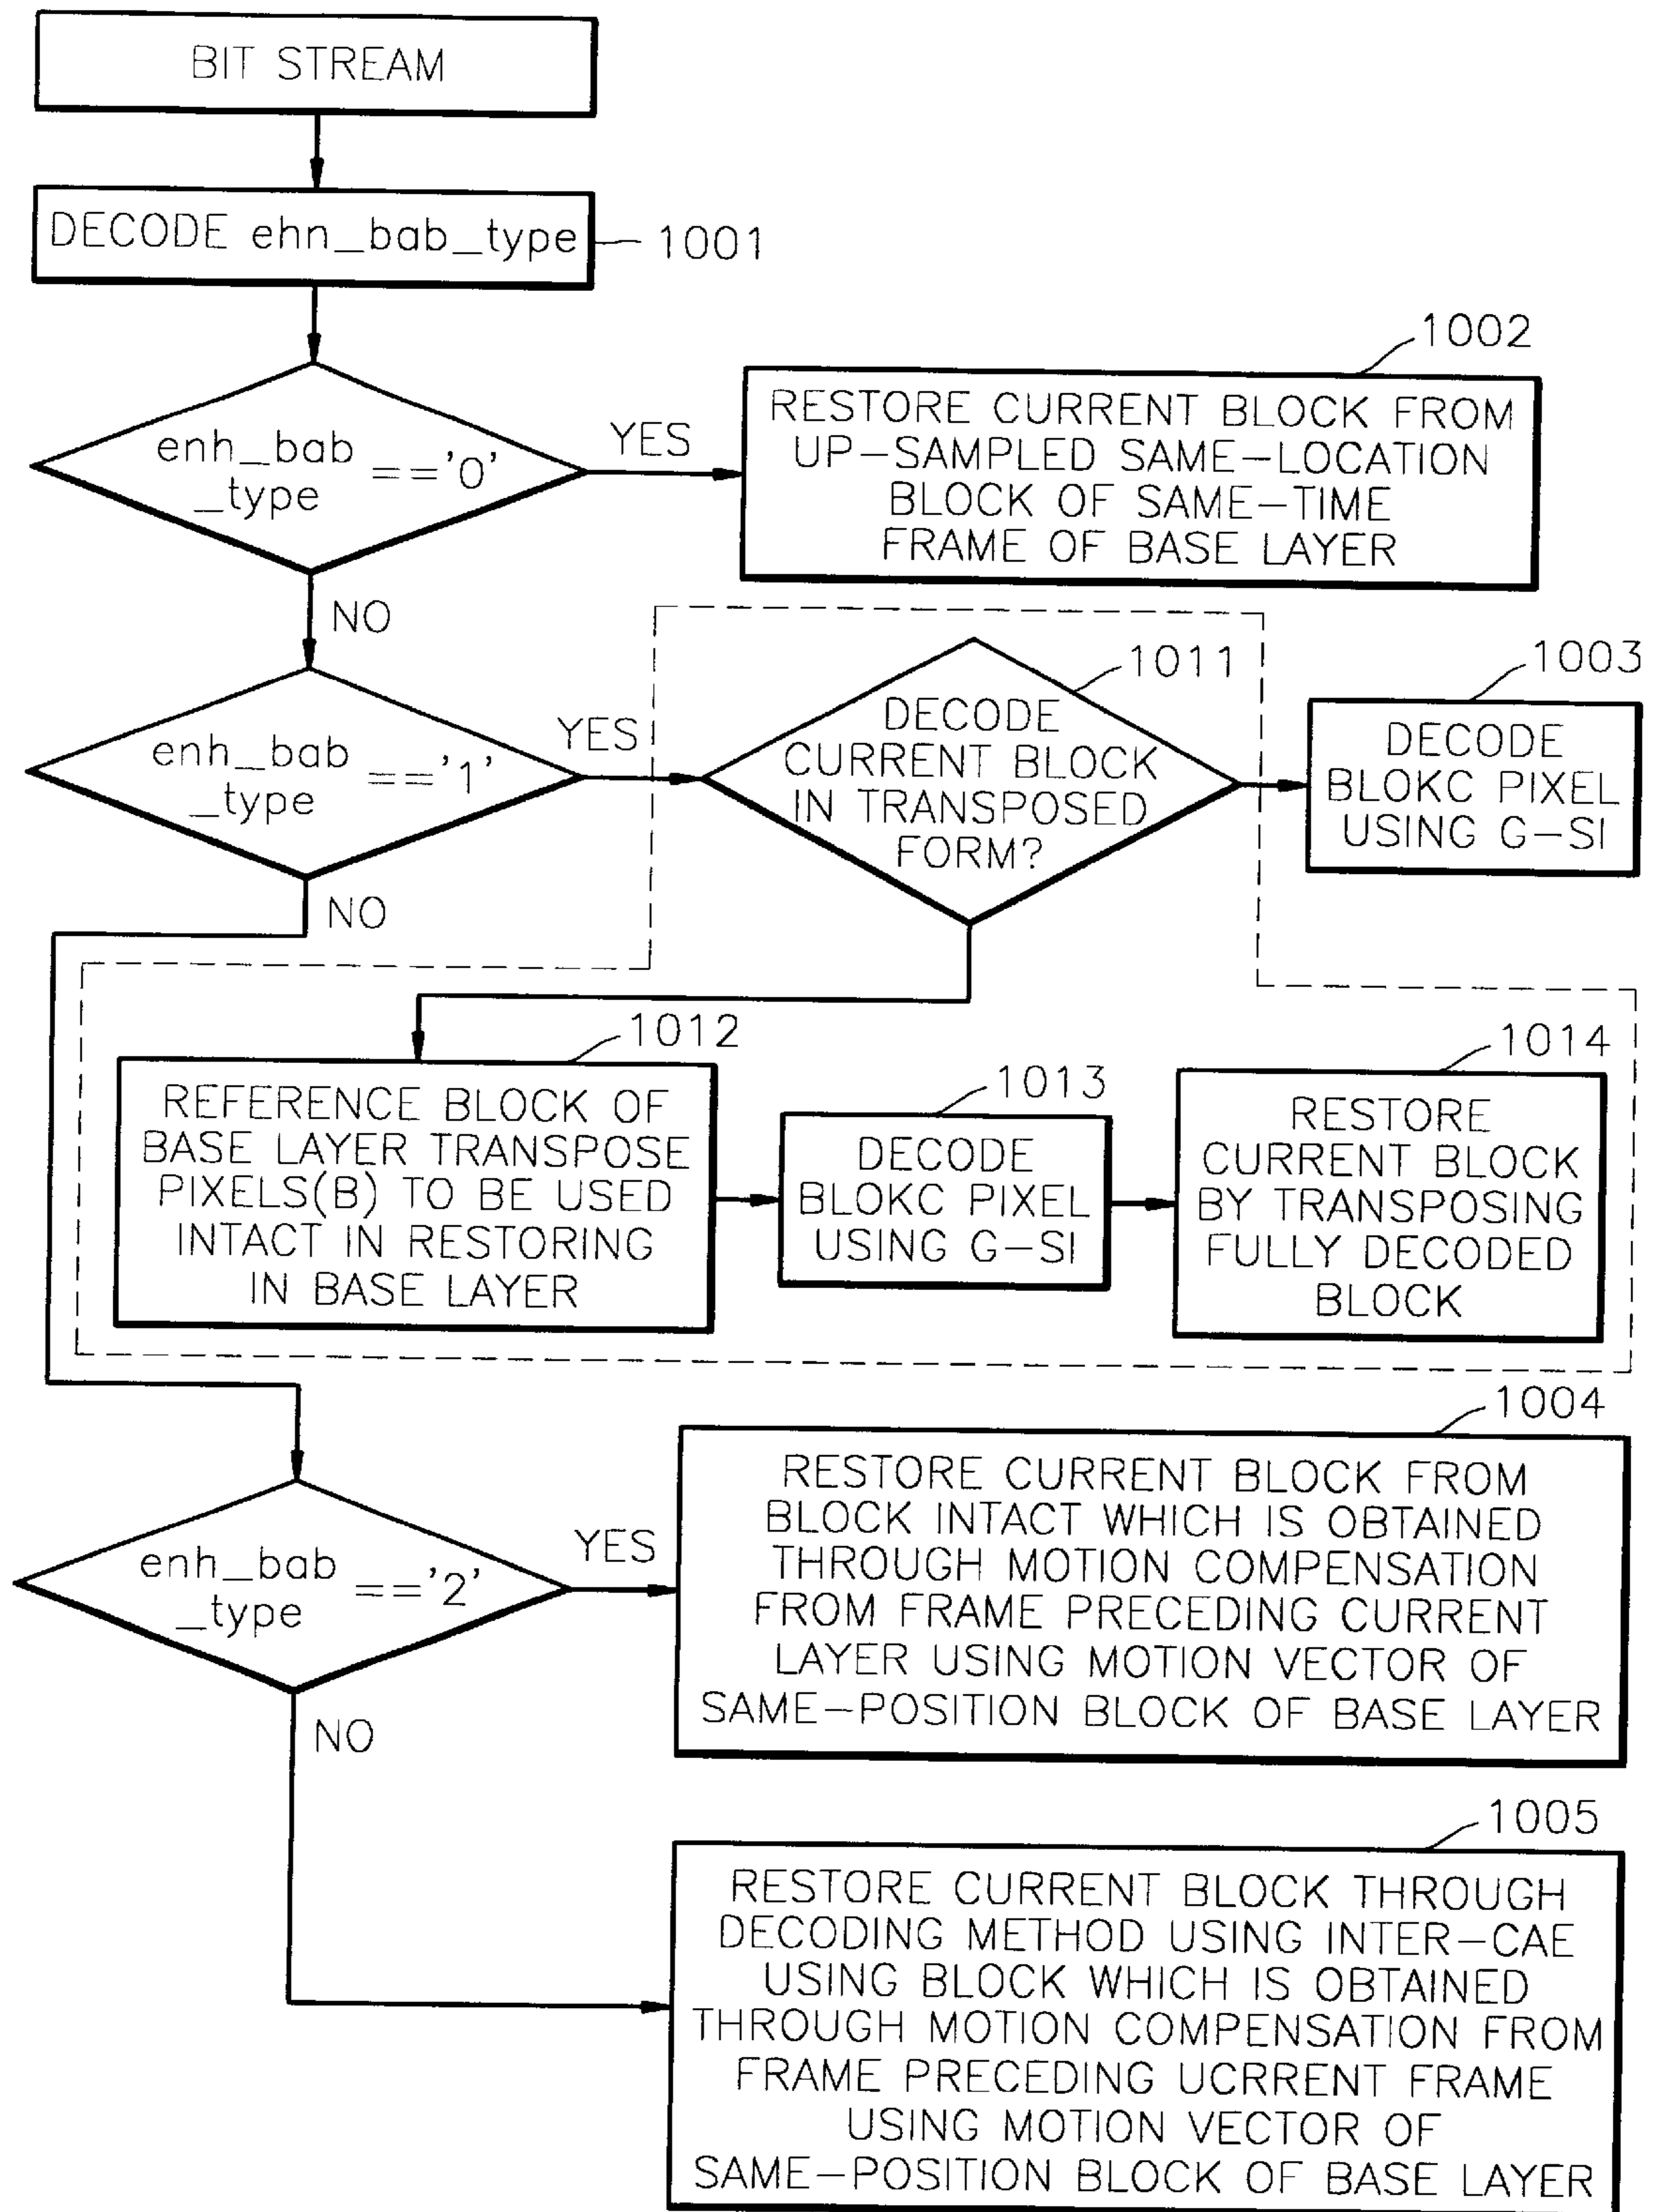 BIT STREAM
DECODE ehn_bab_type
1001
enh_bab
_type
=='0'
YES
1002
RESTORE CURRENT BLOCK FROM
UP-SAMPLED SAME-LOCATION
BLOCK OF SAME-TIME
FRAME OF BASE LAYER
NO
enh_bab
_type
=='1'
YES
1011
DECODE
CURRENT BLOCK
IN TRANSPOSED
FORM?
1003
DECODE
BLOKC PIXEL
USING G-SI
NO
1012
REFERENCE BLOCK OF
BASE LAYER TRANSPOSE
PIXELS(B) TO BE USED
INTACT IN RESTORING
IN BASE LAYER
1013
DECODE
BLOKC PIXEL
USING G-SI
1014
RESTORE
CURRENT BLOCK
BY TRANSPOSING
FULLY DECODED
BLOCK
enh_bab
_type
=='2'
YES
1004
RESTORE CURRENT BLOCK FROM
BLOCK INTACT WHICH IS OBTAINED
THROUGH MOTION COMPENSATION
FROM FRAME PRECEDING CURRENT
LAYER USING MOTION VECTOR OF
SAME-POSITION BLOCK OF BASE LAYER
NO
1005
RESTORE CURRENT BLOCK THROUGH
DECODING METHOD USING INTER-CAE
USING BLOCK WHICH IS OBTAINED
THROUGH MOTION COMPENSATION FROM
FRAME PRECEDING UCRRENT FRAME
USING MOTION VECTOR OF
SAME-POSITION BLOCK OF BASE LAYER